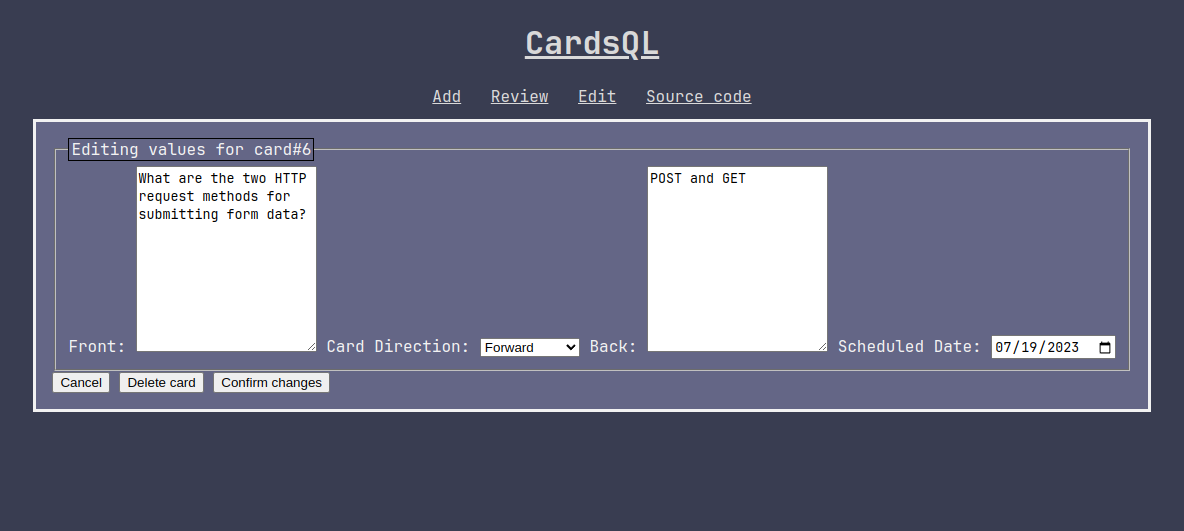 CardsQL
Add Review Edit Source code
Editing values for card#6
What are the two HTTP
request methods for
submitting form data?
POST and GET
Front: Card Direction: Forward Back: Scheduled Date: 07/19/2023
Cancel Delete card Confirm changes